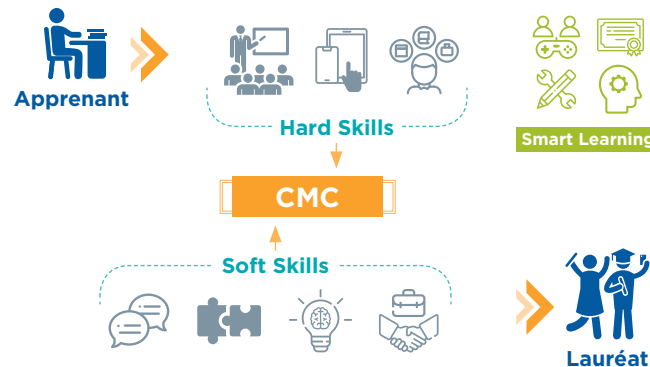 Apprenant
Hard Skills
Smart Learning
CMC
Soft Skills
Lauréat